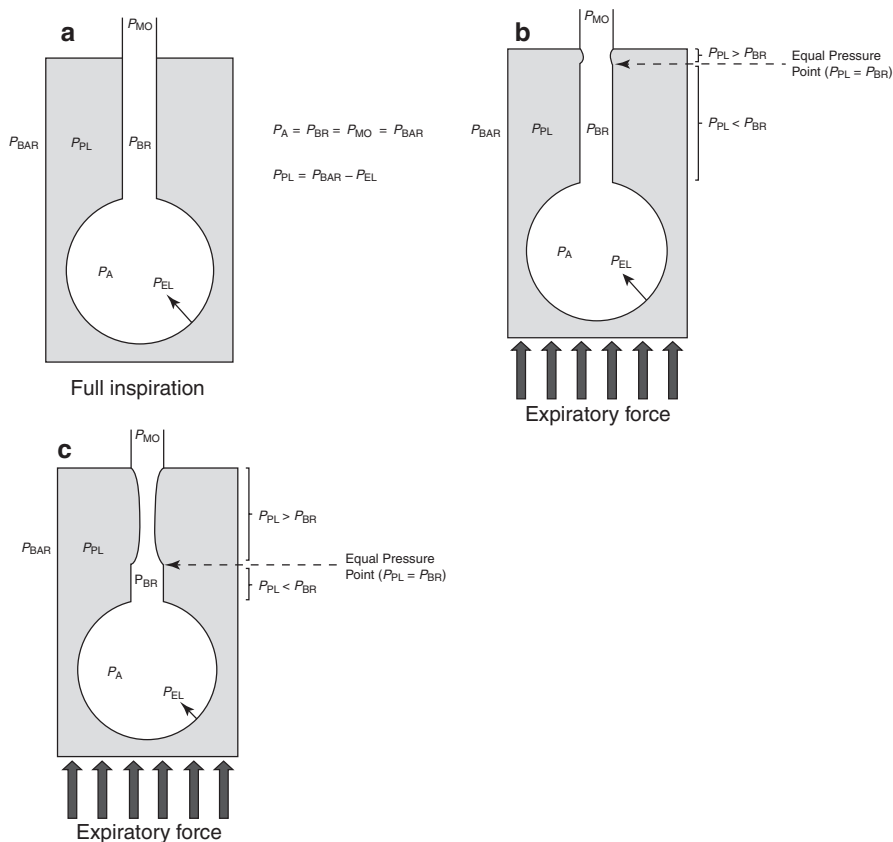 a
P_MO
P_BAR
P_PL
P_BR
P_A
P_EL
P_A = P_BR = P_MO = P_BAR
P_PL = P_BAR – P_EL
Full inspiration
b
P_MO
P_PL > P_BR
Equal Pressure
Point (P_PL = P_BR)
P_BAR
P_PL
P_BR
P_PL < P_BR
P_A
P_EL
Expiratory force
c
P_MO
P_PL > P_BR
P_BAR
P_PL
Equal Pressure
Point (P_PL = P_BR)
P_BR
P_PL < P_BR
P_A
P_EL
Expiratory force